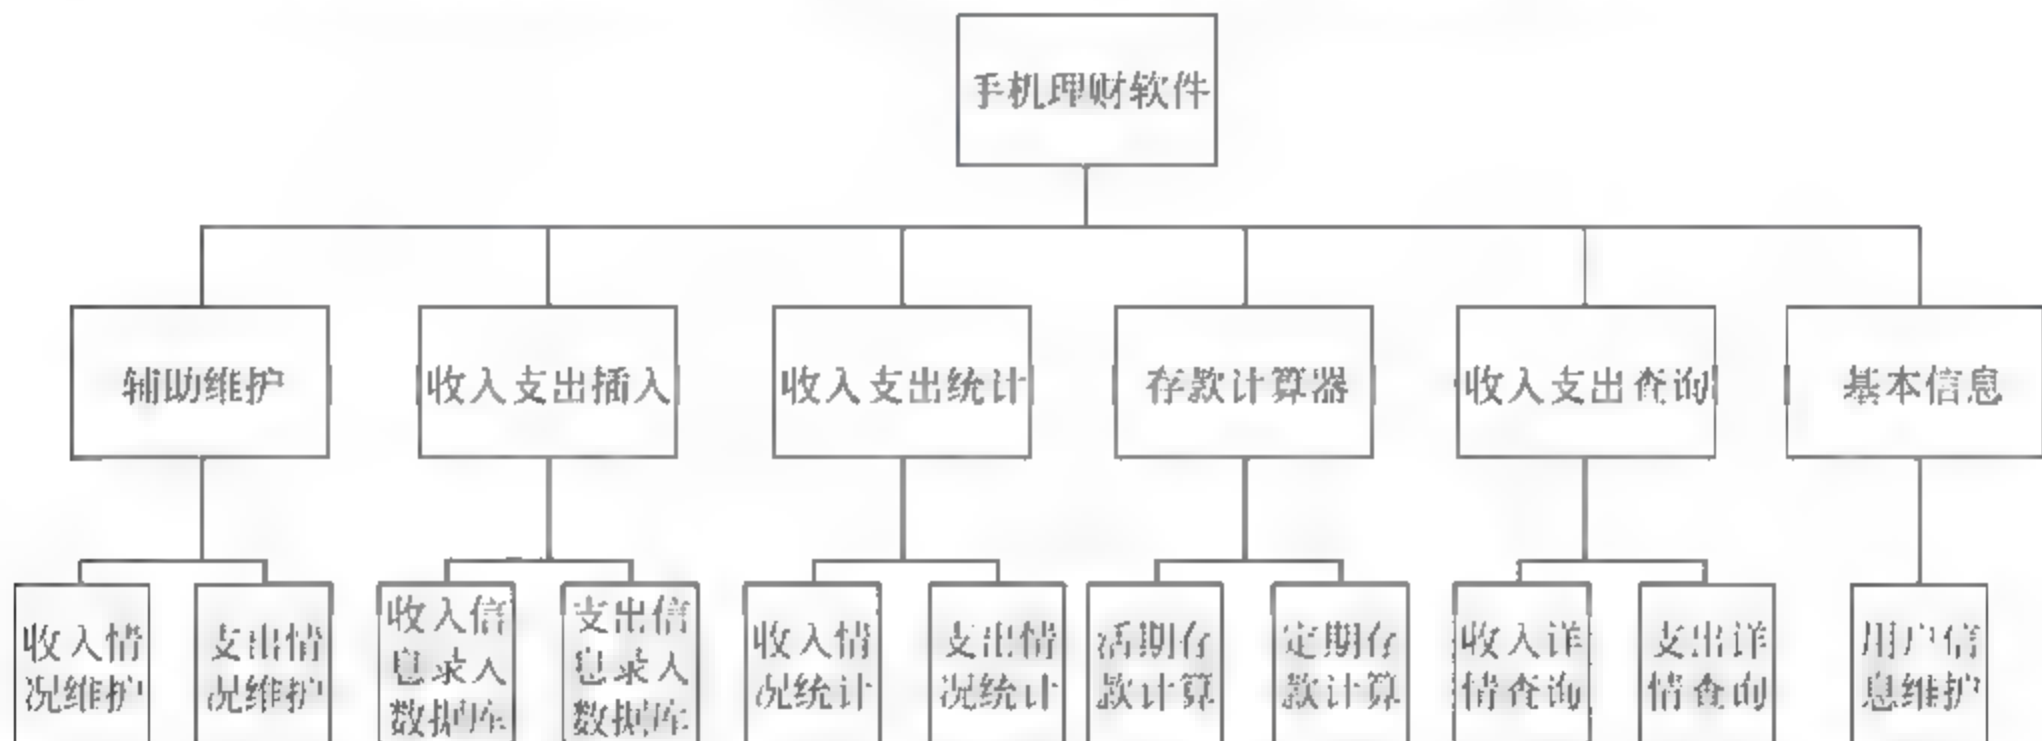 手机理财软件
辅助维护
收入支出插入
收入支出统计
存款计算器
收入支出查询
基本信息
收入情
况维护
支出情
况维护
收入信
息录入
数据库
支出信
息录入
数据库
收入情
况统计
支出情
况统计
活期存
款计算
定期存
款计算
收入详
情查询
支出详
情查询
用户信
息维护